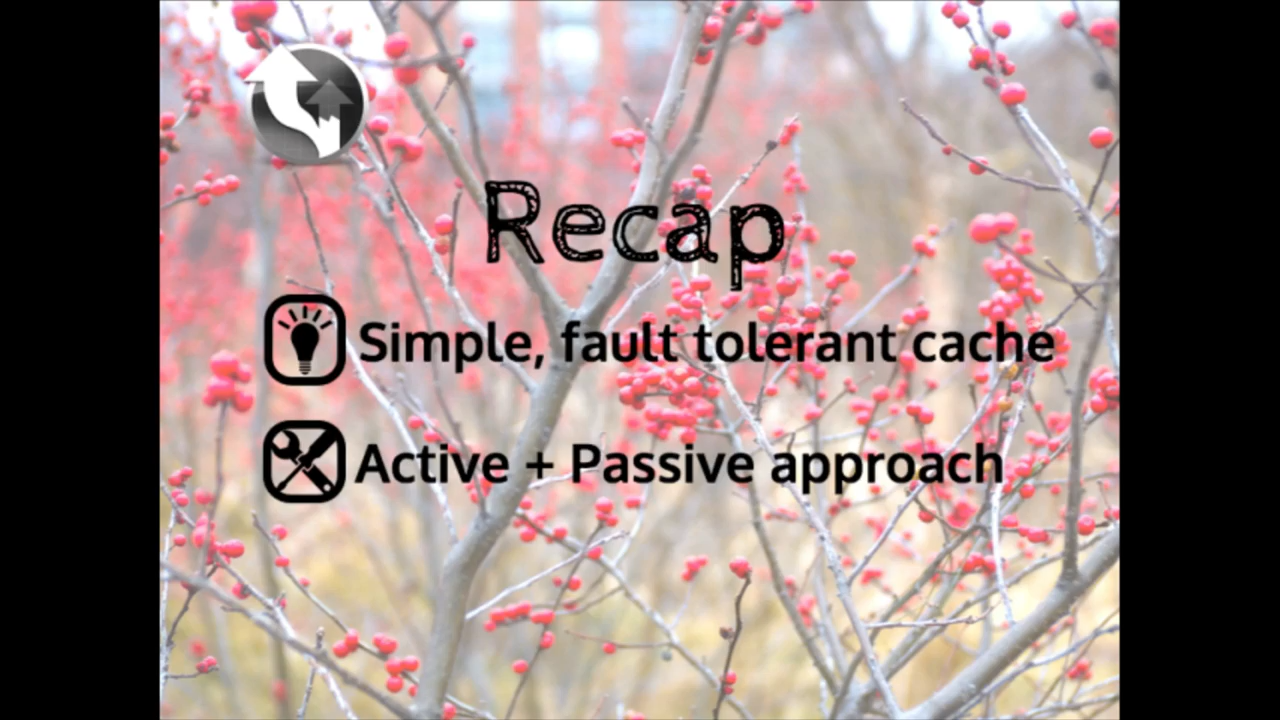 Recap
Simple, fault tolerant cache
Active + Passive approach